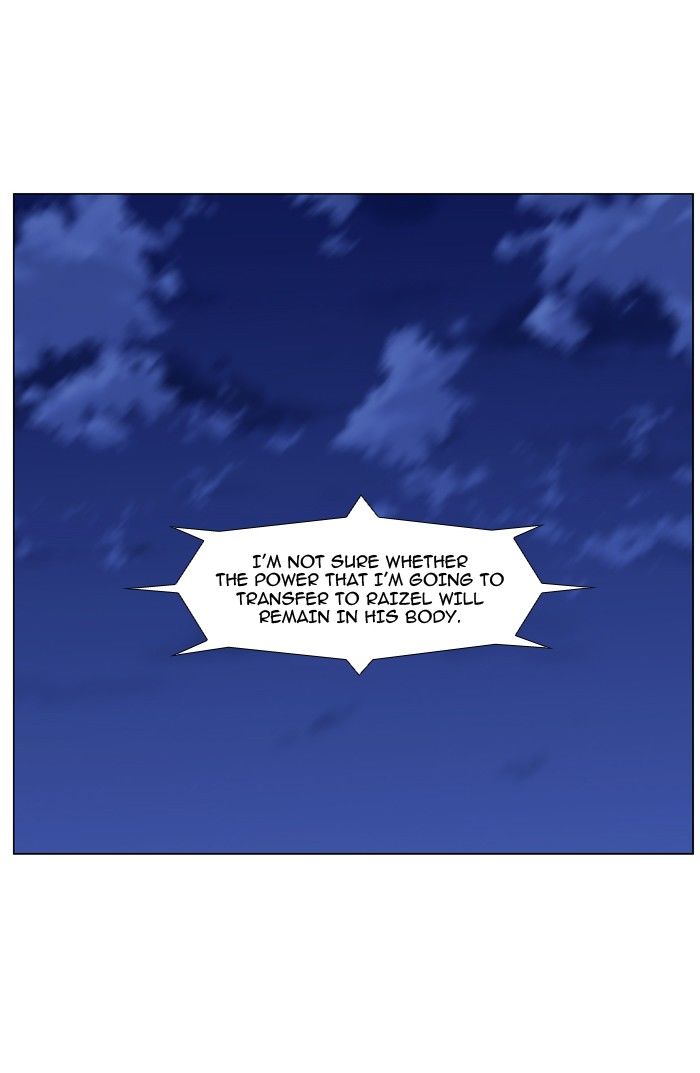 I'M NOT SURE WHETHER
THE POWER THAT I'M GOING TO
TRANSFER TO RAIZEL WILL
REMAIN IN HIS BODY.